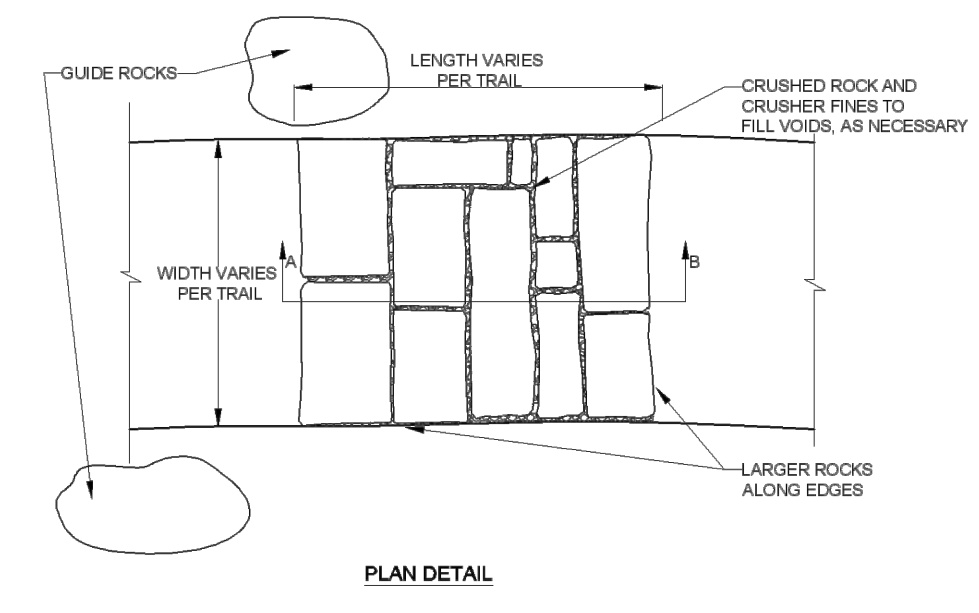 GUIDE ROCKS
LENGTH VARIES
PER TRAIL
CRUSHED ROCK AND
CRUSHER FINES TO
FILL VOIDS, AS NECESSARY
A
B
WIDTH VARIES
PER TRAIL
LARGER ROCKS
ALONG EDGES
PLAN DETAIL